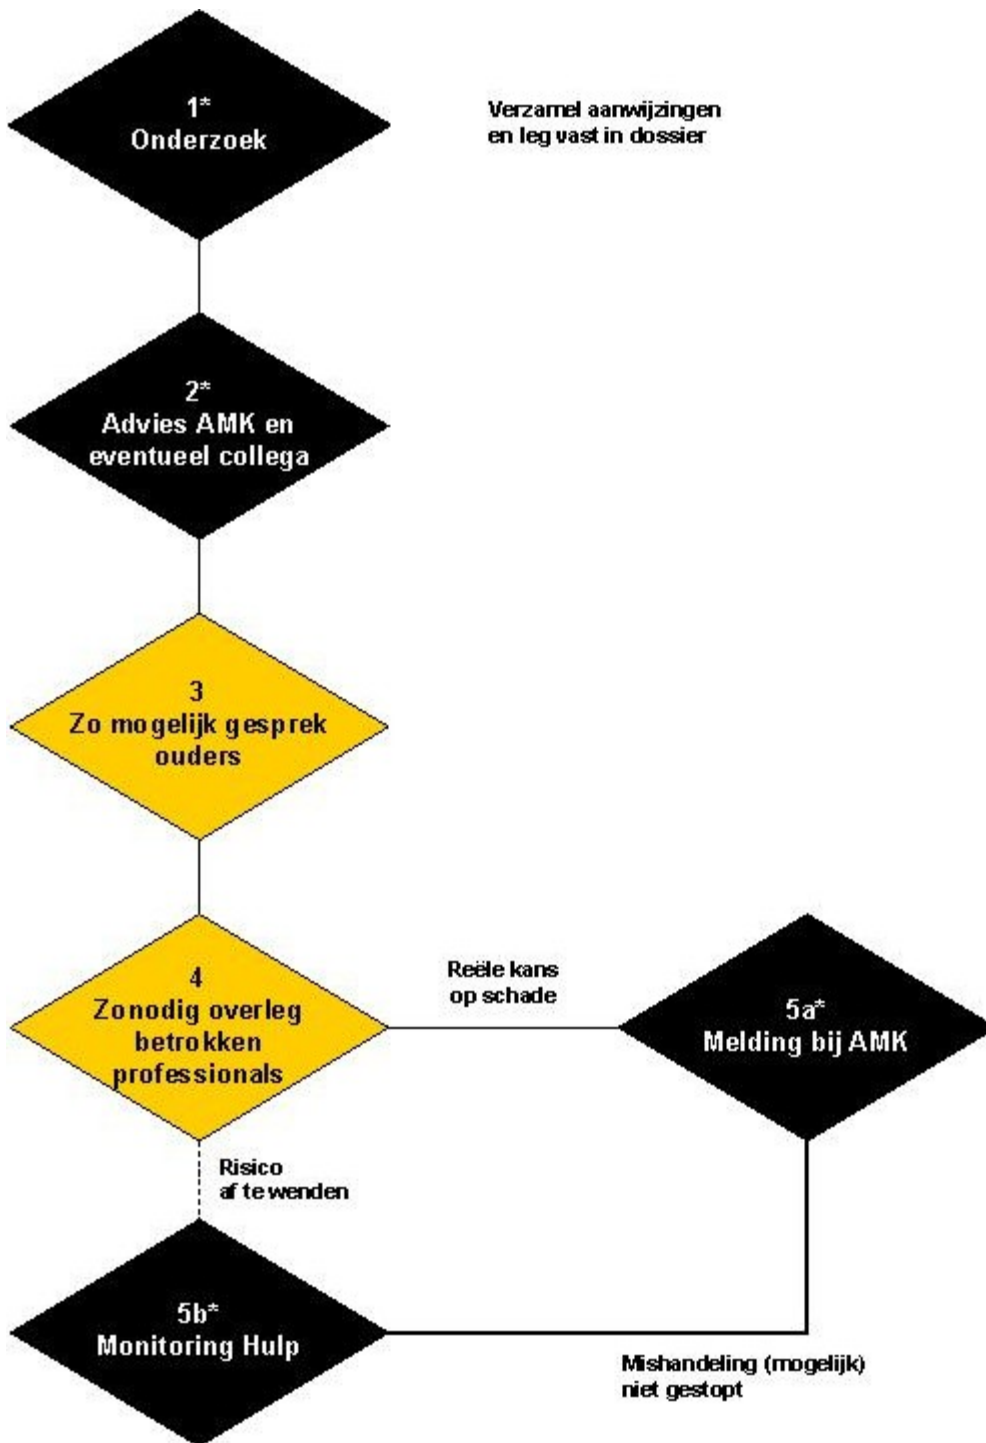 1*
Onderzoek
Verzamel aanwijzingen
en leg vast in dossier
2*
Advies AMK en
eventueel collega
3
Zo mogelijk gesprek
ouders
4
Zonodig overleg
betrokken
professionals
Reële kans
op schade
5a*
Melding bij AMK
Risico
af te wenden
5b*
Monitoring Hulp
Mishandeling (mogelijk)
niet gestopt